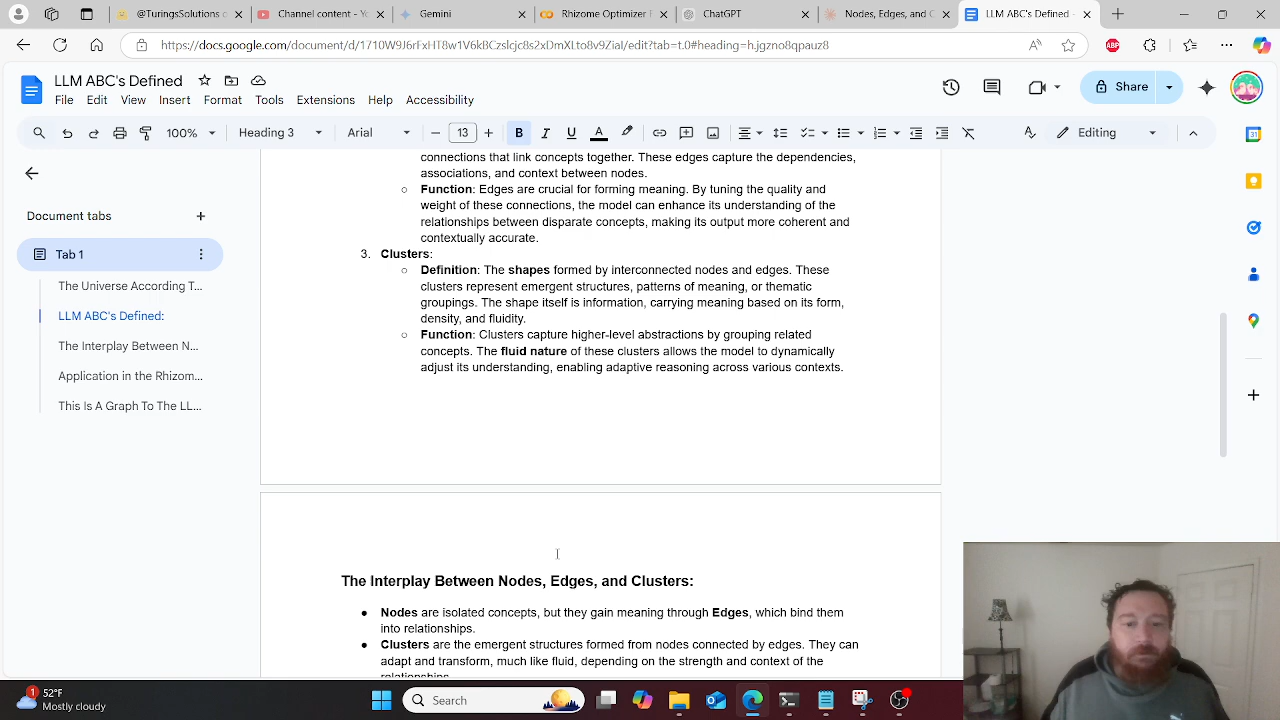 @TuringsSolutions
Channel content - Yo
Gemini
Rhizome Optimizer F
ChatGPT
Nodes, Edges, and C
LLM ABC's Defined -
LLM ABC's Defined
File Edit View Insert Format Tools Extensions Help Accessibility
Share
100% Heading 3 Arial 13 B I U A Editing
Document tabs
Tab 1
The Universe According T...
LLM ABC's Defined:
The Interplay Between N...
Application in the Rhizom...
This Is A Graph To The LL...
connections that link concepts together. These edges capture the dependencies,
associations, and context between nodes.
Function: Edges are crucial for forming meaning. By tuning the quality and
weight of these connections, the model can enhance its understanding of the
relationships between disparate concepts, making its output more coherent and
contextually accurate.
3. Clusters:
Definition: The shapes formed by interconnected nodes and edges. These
clusters represent emergent structures, patterns of meaning, or thematic
groupings. The shape itself is information, carrying meaning based on its form,
density, and fluidity.
Function: Clusters capture higher-level abstractions by grouping related
concepts. The fluid nature of these clusters allows the model to dynamically
adjust its understanding, enabling adaptive reasoning across various contexts.
The Interplay Between Nodes, Edges, and Clusters:
Nodes are isolated concepts, but they gain meaning through Edges, which bind them
into relationships.
Clusters are the emergent structures formed from nodes connected by edges. They can
adapt and transform, much like fluid, depending on the strength and context of the
relationships
1
52°F
Mostly cloudy
Search